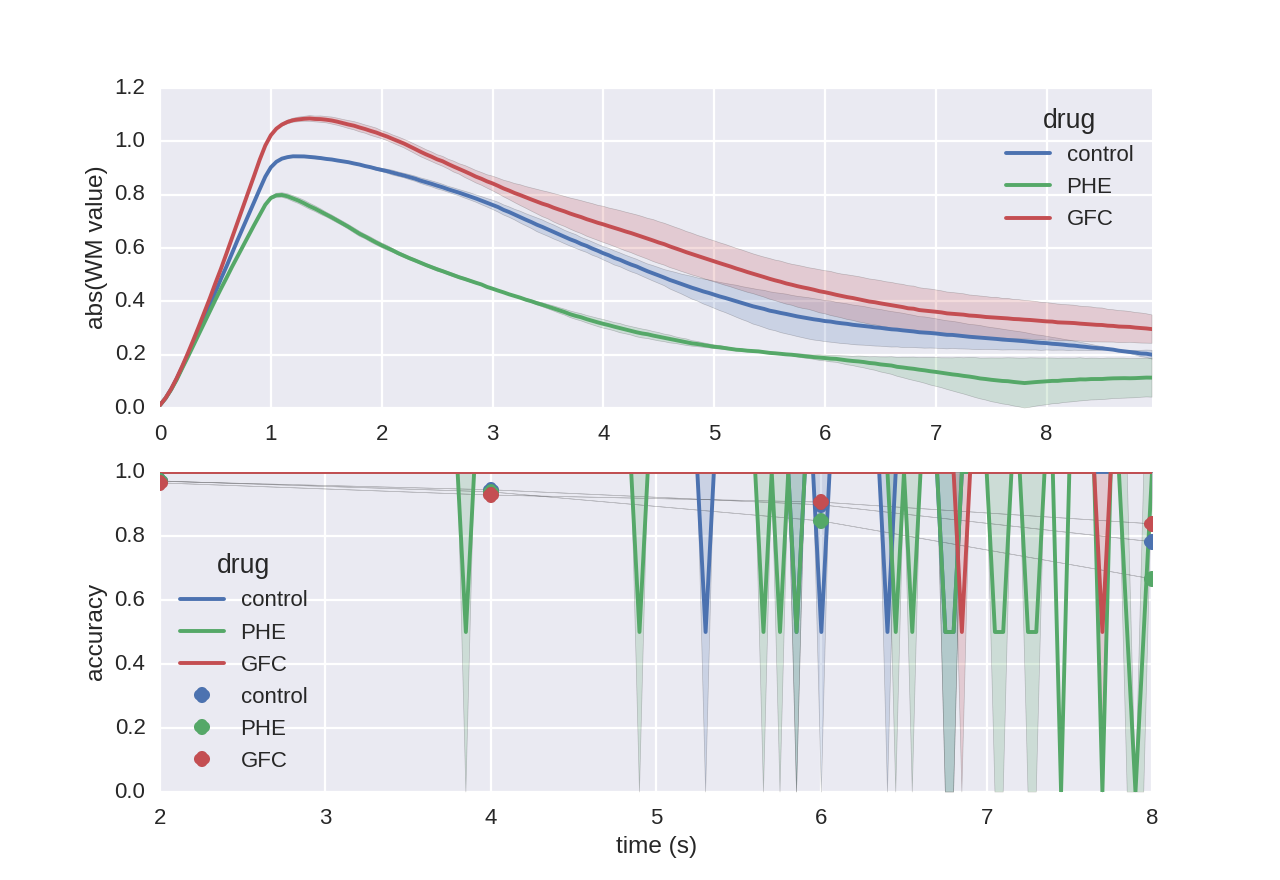 1.2
1.0
0.8
0.6
0.4
0.2
0.0
abs(WM value)
drug
control
PHE
GFC
0 1 2 3 4 5 6 7 8
1.0
0.8
0.6
0.4
0.2
0.0
accuracy
drug
control
PHE
GFC
control
PHE
GFC
2 3 4 5 6 7 8
time (s)